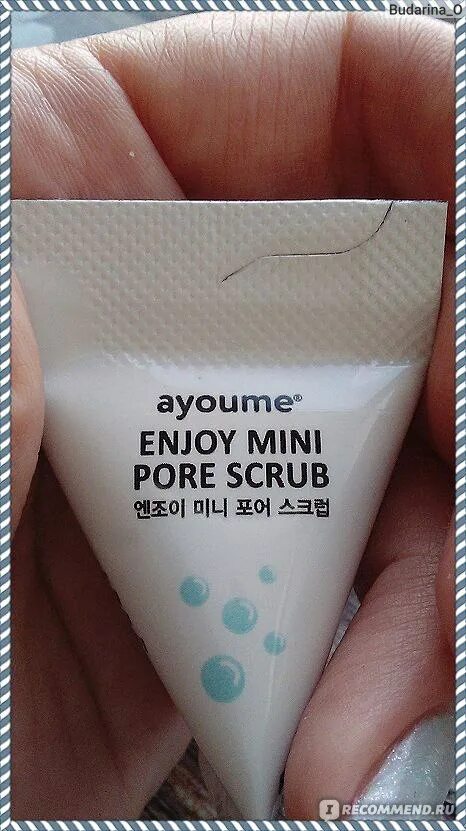 Budarina_O
ayoume®
ENJOY MINI
PORE SCRUB
엔조이 미니 포어 스크럽
IRECOMMEND.RU